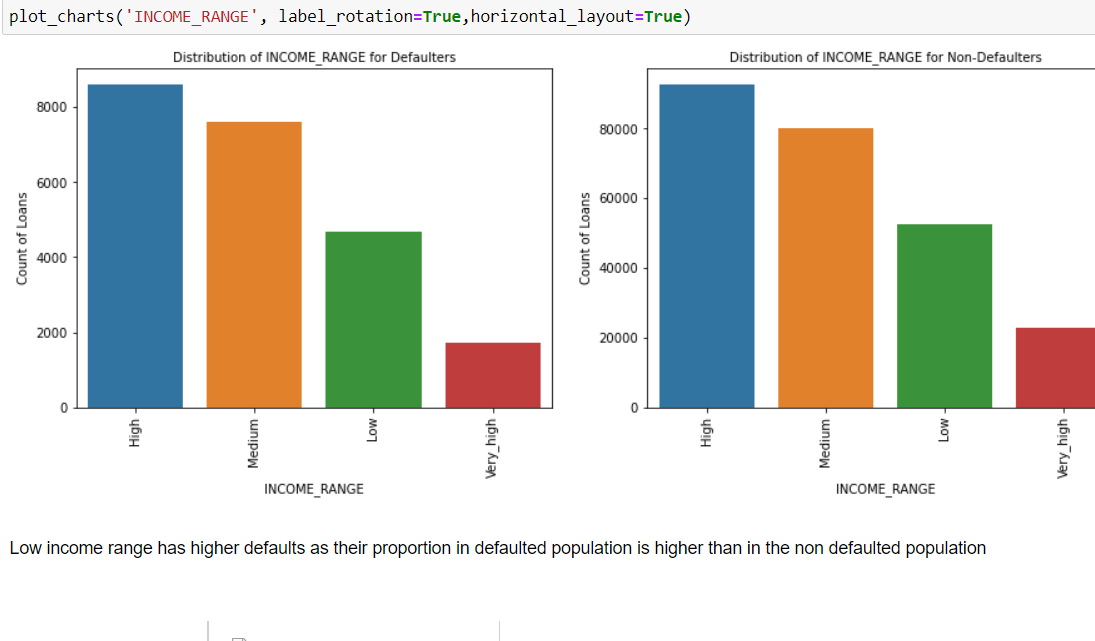 plot_charts('INCOME_RANGE', label_rotation=True,horizontal_layout=True)
Distribution of INCOME_RANGE for Defaulters
Count of Loans
8000
6000
4000
2000
0
High
Medium
Low
Very_high
INCOME_RANGE
Distribution of INCOME_RANGE for Non-Defaulters
Count of Loans
80000
60000
40000
20000
0
High
Medium
Low
Very_high
INCOME_RANGE
Low income range has higher defaults as their proportion in defaulted population is higher than in the non defaulted population